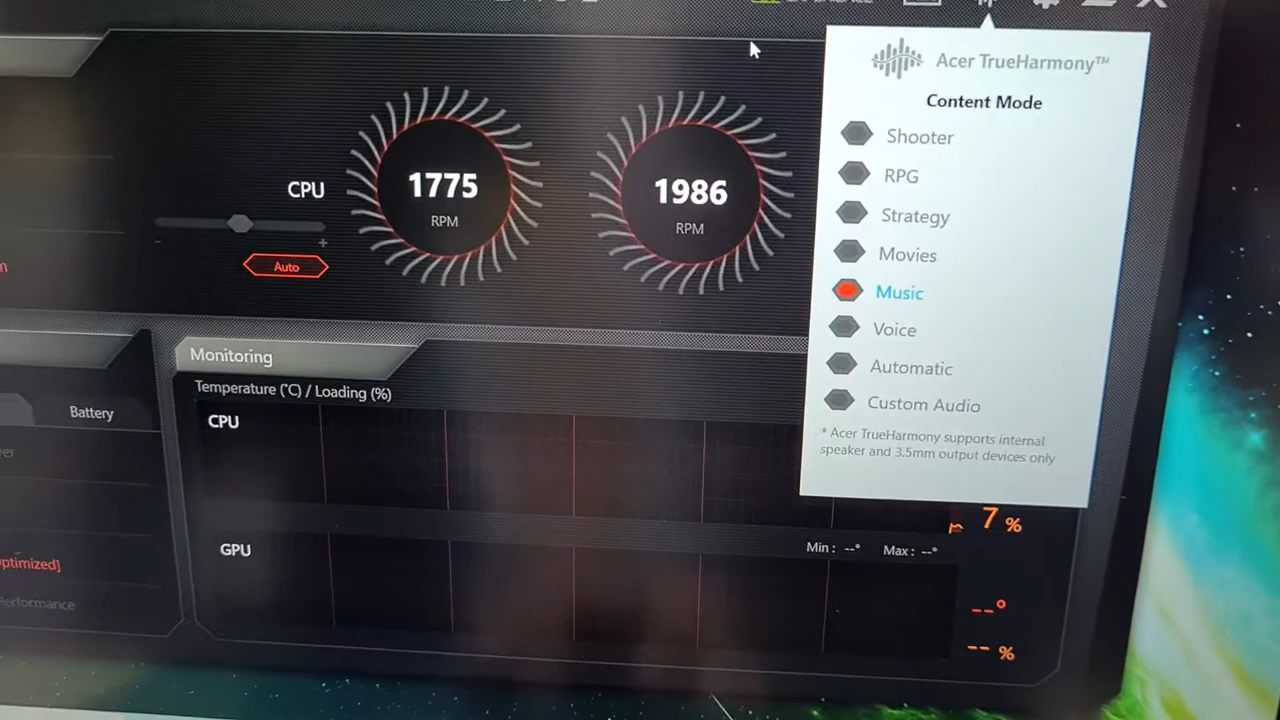 Acer TrueHarmony™
Content Mode
Shooter
RPG
Strategy
Movies
Music
Voice
Automatic
Custom Audio
* Acer TrueHarmony supports internal
speaker and 3.5mm output devices only
CPU
- +
Auto
1775
RPM
1986
RPM
Battery
ptimized]
Performance
Monitoring
Temperature (°C) / Loading (%)
CPU
7 %
GPU
Min : --° Max : --°
--°
-- %